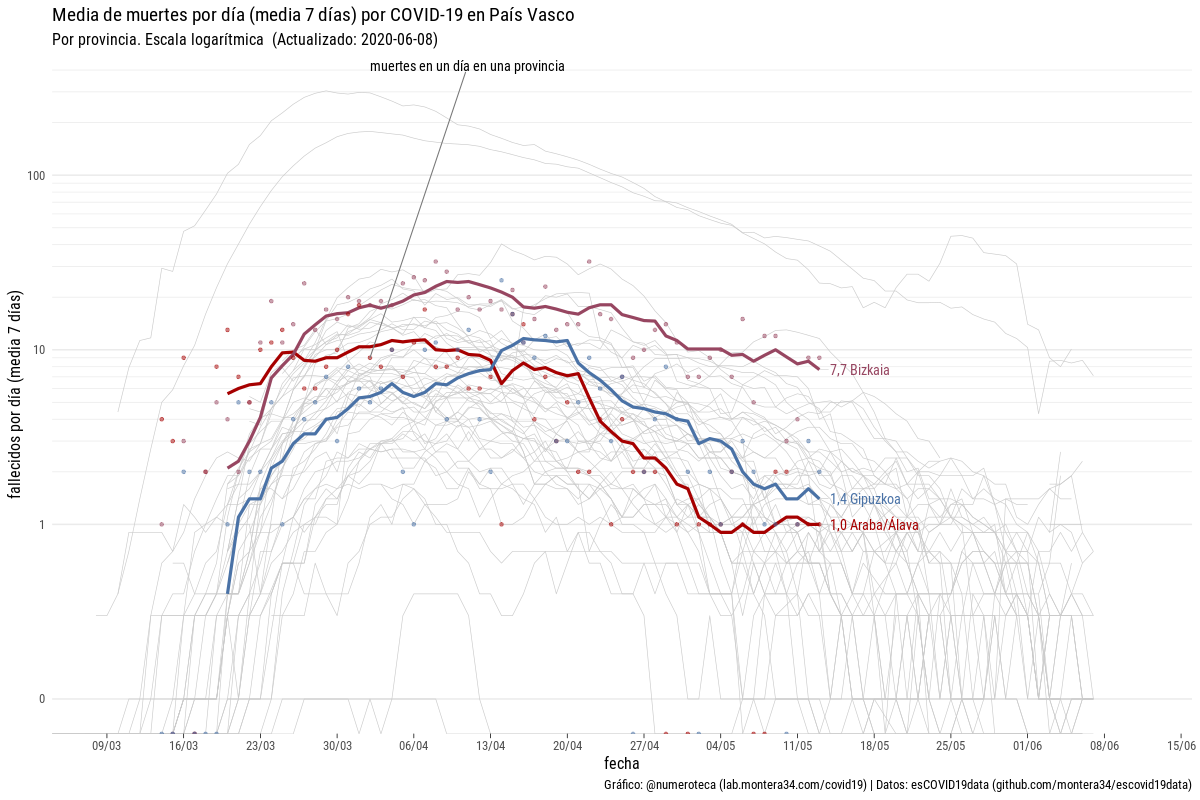 Media de muertes por día (media 7 días) por COVID-19 en País Vasco
Por provincia. Escala logarítmica  (Actualizado: 2020-06-08)
muertes en un día en una provincia
fallecidos por día (media 7 días)
100
10
1
0
7,7 Bizkaia
1,4 Gipuzkoa
1,0 Araba/Álava
09/03 16/03 23/03 30/03 06/04 13/04 20/04 27/04 04/05 11/05 18/05 25/05 01/06 08/06 15/06
fecha
Gráfico: @numeroteca (lab.montera34.com/covid19) | Datos: esCOVID19data (github.com/montera34/escovid19data)